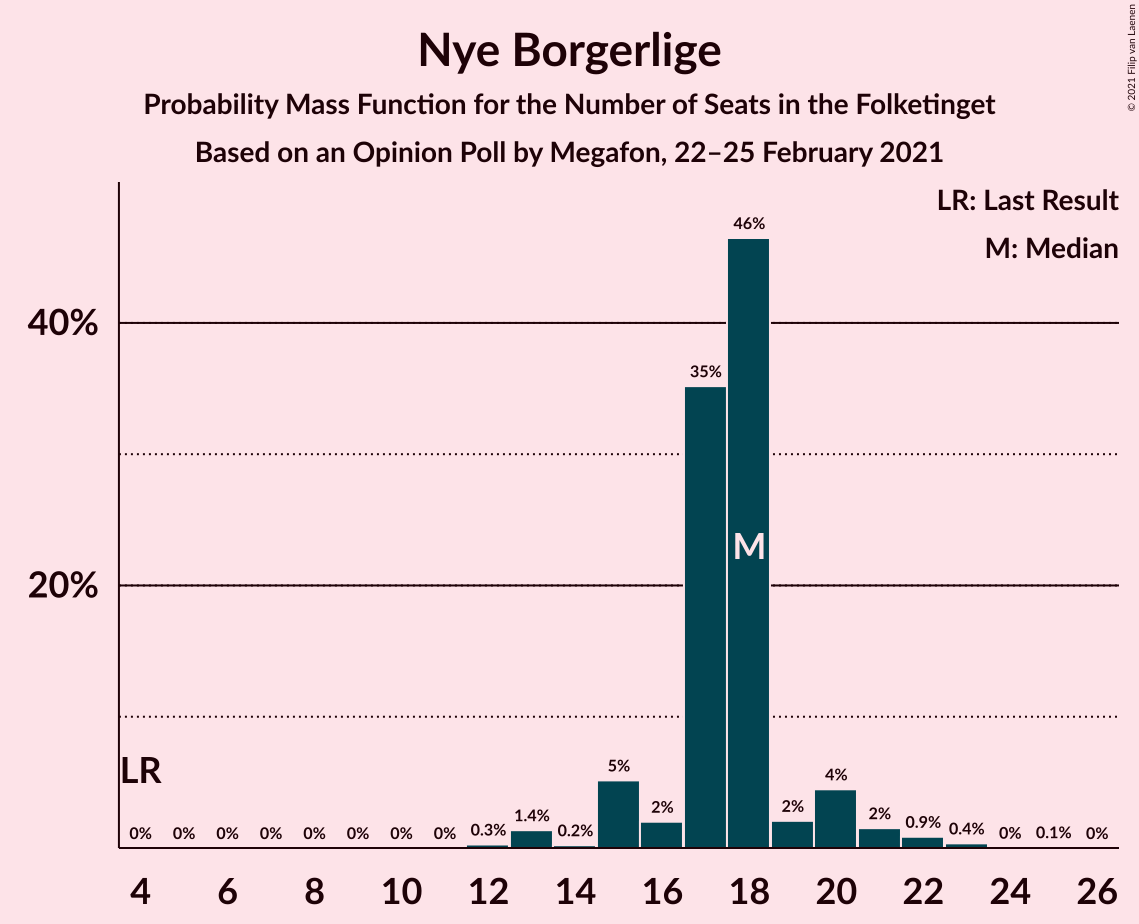 Nye Borgerlige
Probability Mass Function for the Number of Seats in the Folketinget
Based on an Opinion Poll by Megafon, 22–25 February 2021
© 2021 Filip van Laenen
LR: Last Result
M: Median
46%
40%
35%
M
20%
LR
0% 0% 0% 0% 0% 0% 0% 0% 0.3% 1.4% 0.2% 5% 2% 2% 4% 2% 0.9% 0.4% 0% 0.1% 0%
4 6 8 10 12 14 16 18 20 22 24 26